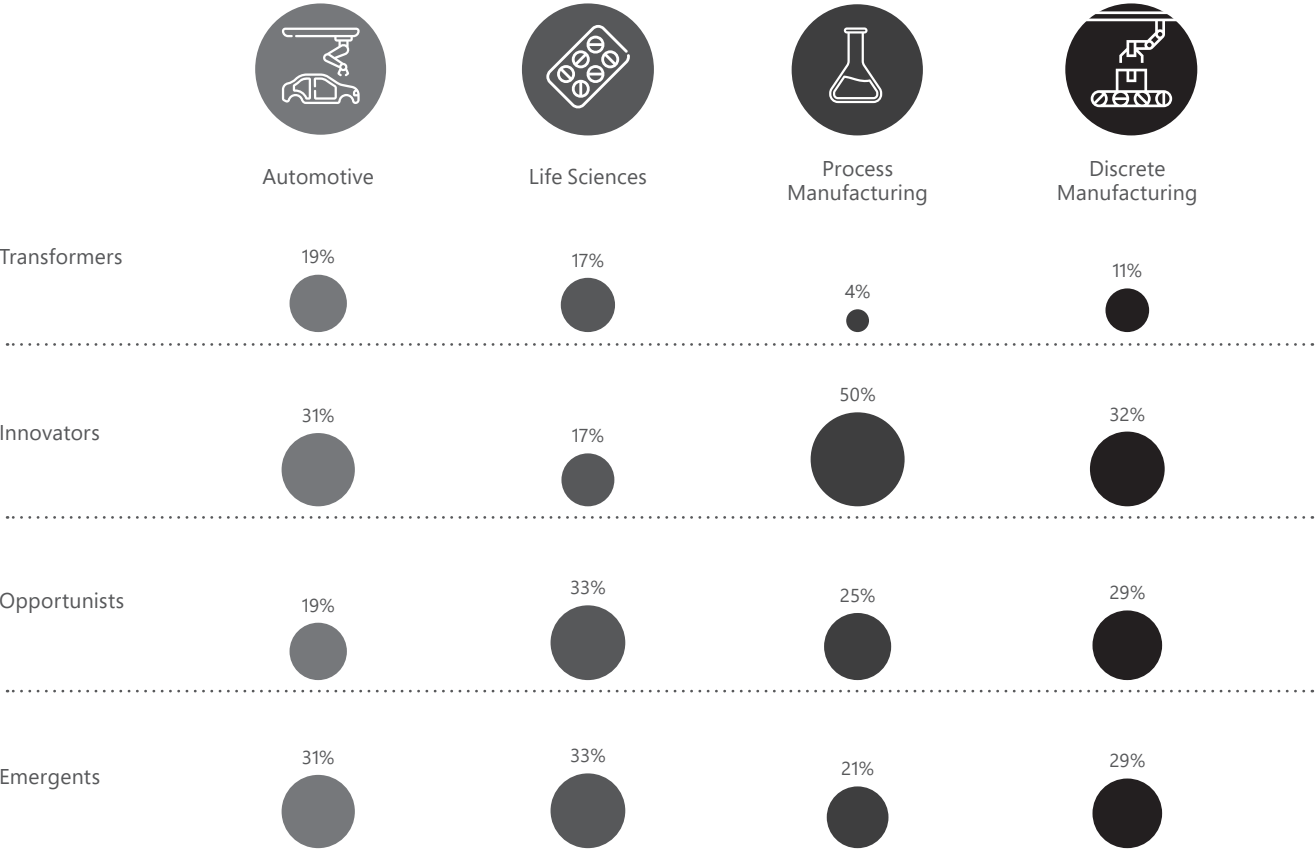 Automotive
Life Sciences
Process
Manufacturing
Discrete
Manufacturing
Transformers
19%
17%
4%
11%
Innovators
31%
17%
50%
32%
Opportunists
19%
33%
25%
29%
Emergents
31%
33%
21%
29%